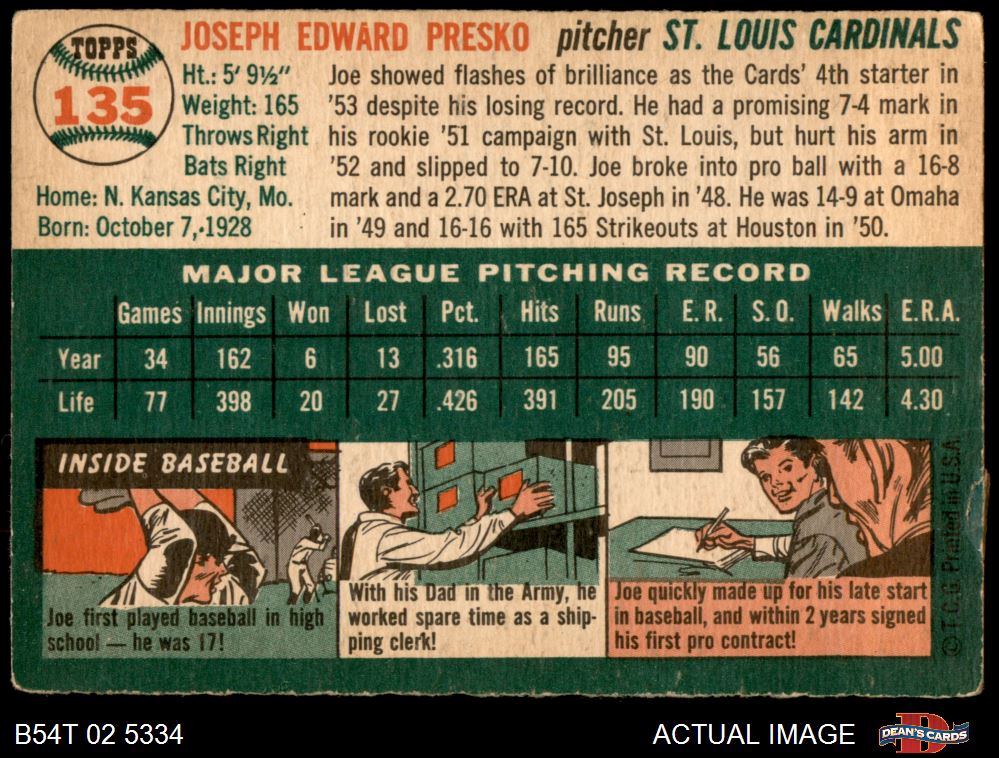 TOPPS
135
JOSEPH EDWARD PRESKO pitcher ST. LOUIS CARDINALS
Ht.: 5' 9½"
Weight: 165
Throws Right
Bats Right
Home: N. Kansas City, Mo.
Born: October 7, 1928
Joe showed flashes of brilliance as the Cards' 4th starter in
'53 despite his losing record. He had a promising 7-4 mark in
his rookie '51 campaign with St. Louis, but hurt his arm in
'52 and slipped to 7-10. Joe broke into pro ball with a 16-8
mark and a 2.70 ERA at St. Joseph in '48. He was 14-9 at Omaha
in '49 and 16-16 with 165 Strikeouts at Houston in '50.
MAJOR LEAGUE PITCHING RECORD
Games Innings Won Lost Pct. Hits Runs E. R. S. O. Walks E.R.A.
Year 34 162 6 13 .316 165 95 90 56 65 5.00
Life 77 398 20 27 .426 391 205 190 157 142 4.30
INSIDE BASEBALL
Joe first played baseball in high
school — he was 17!
With his Dad in the Army, he
worked spare time as a ship-
ping clerk!
Joe quickly made up for his late start
in baseball, and within 2 years signed
his first pro contract!
© T.C.G. Printed in U.S.A.
B54T 02 5334
ACTUAL IMAGE
DEAN'S CARDS